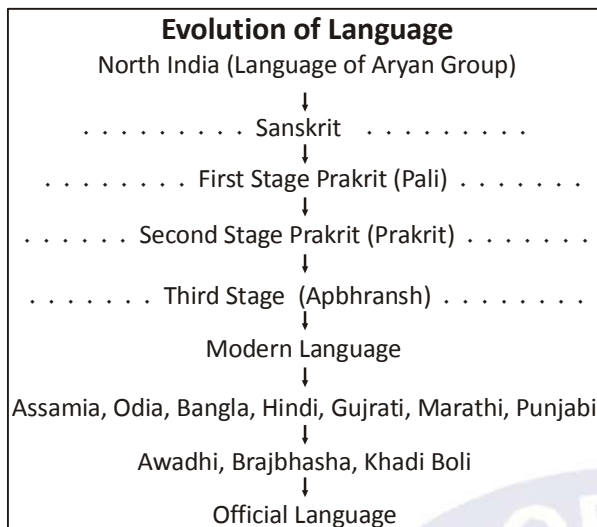 Evolution of Language
North India (Language of Aryan Group)
. . . . . . . . . Sanskrit . . . . . . . . .
. . . . . . . . First Stage Prakrit (Pali) . . . . . . .
. . . . . . Second Stage Prakrit (Prakrit) . . . . . . .
. . . . . . . Third Stage (Apbhransh) . . . . . . . .
Modern Language
Assamia, Odia, Bangla, Hindi, Gujrati, Marathi, Punjabi
Awadhi, Brajbhasha, Khadi Boli
Official Language